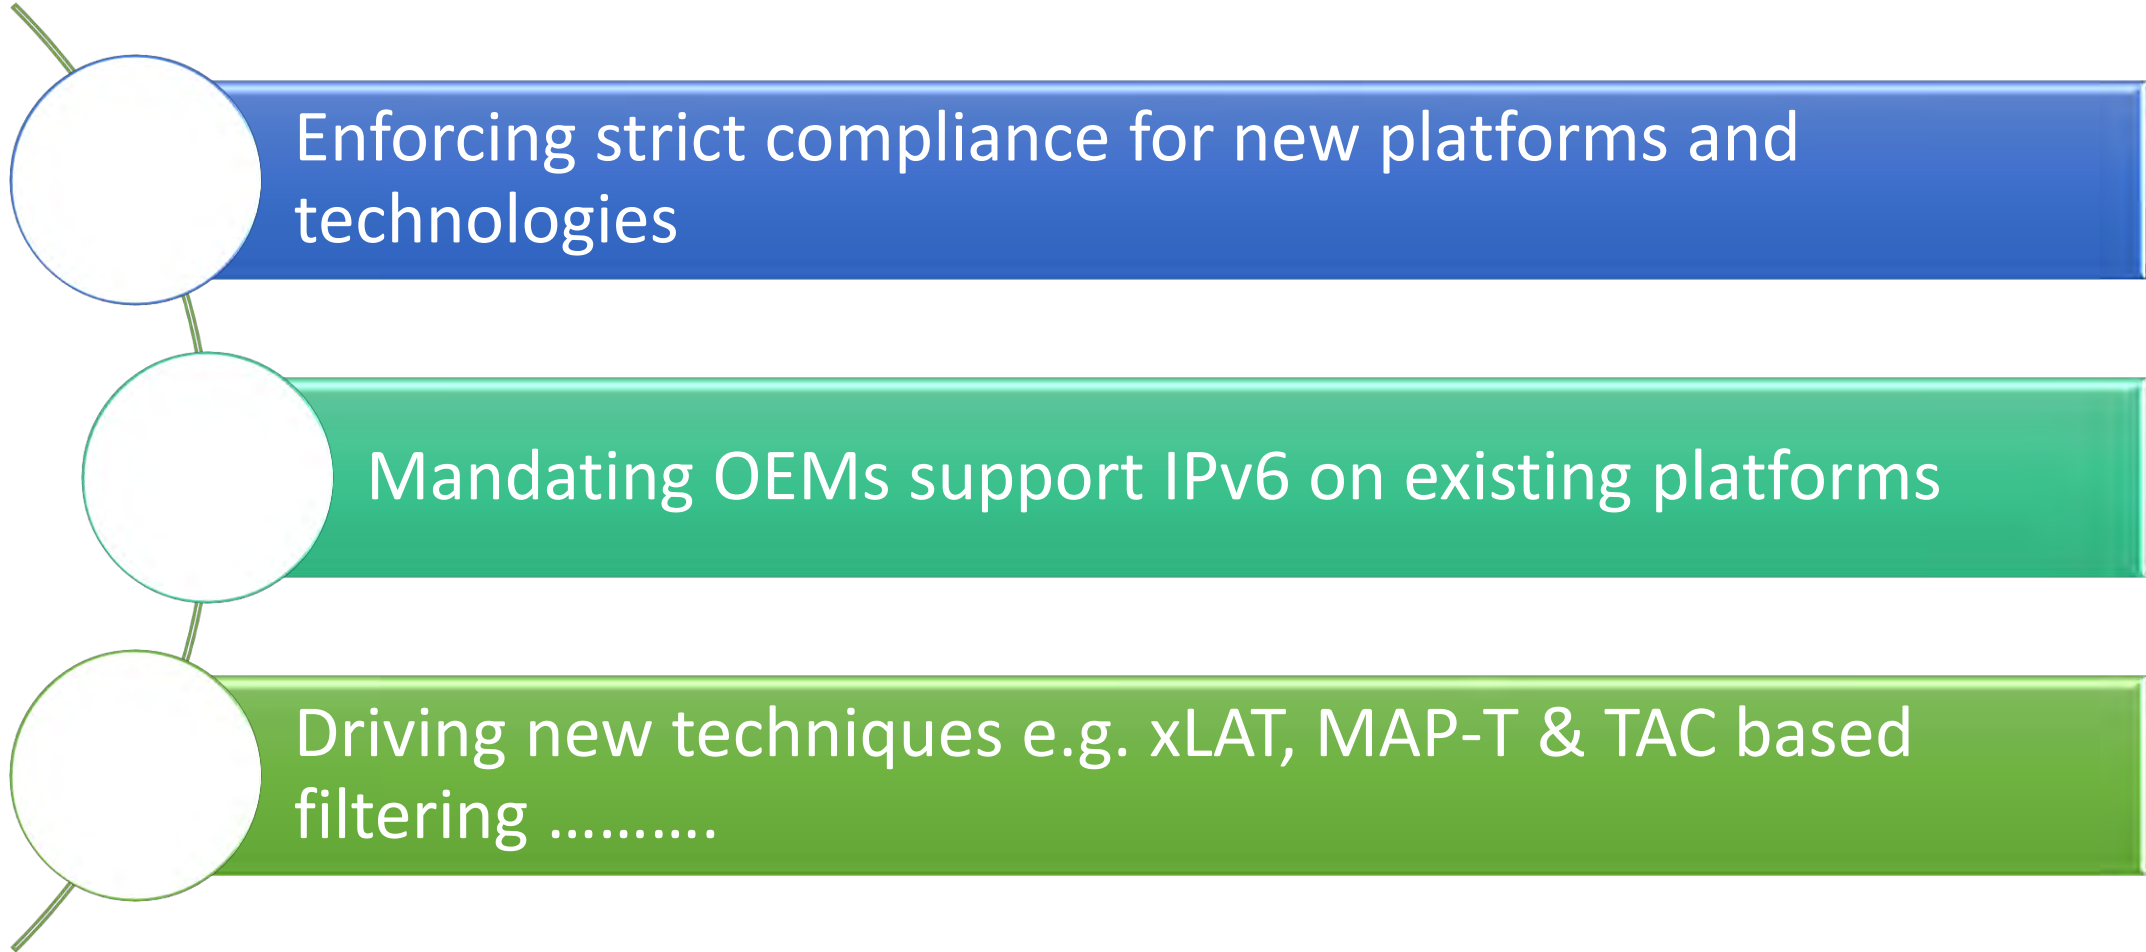 Enforcing strict compliance for new platforms and
technologies
Mandating OEMs support IPv6 on existing platforms
Driving new techniques e.g. xLAT, MAP-T & TAC based
filtering ……….